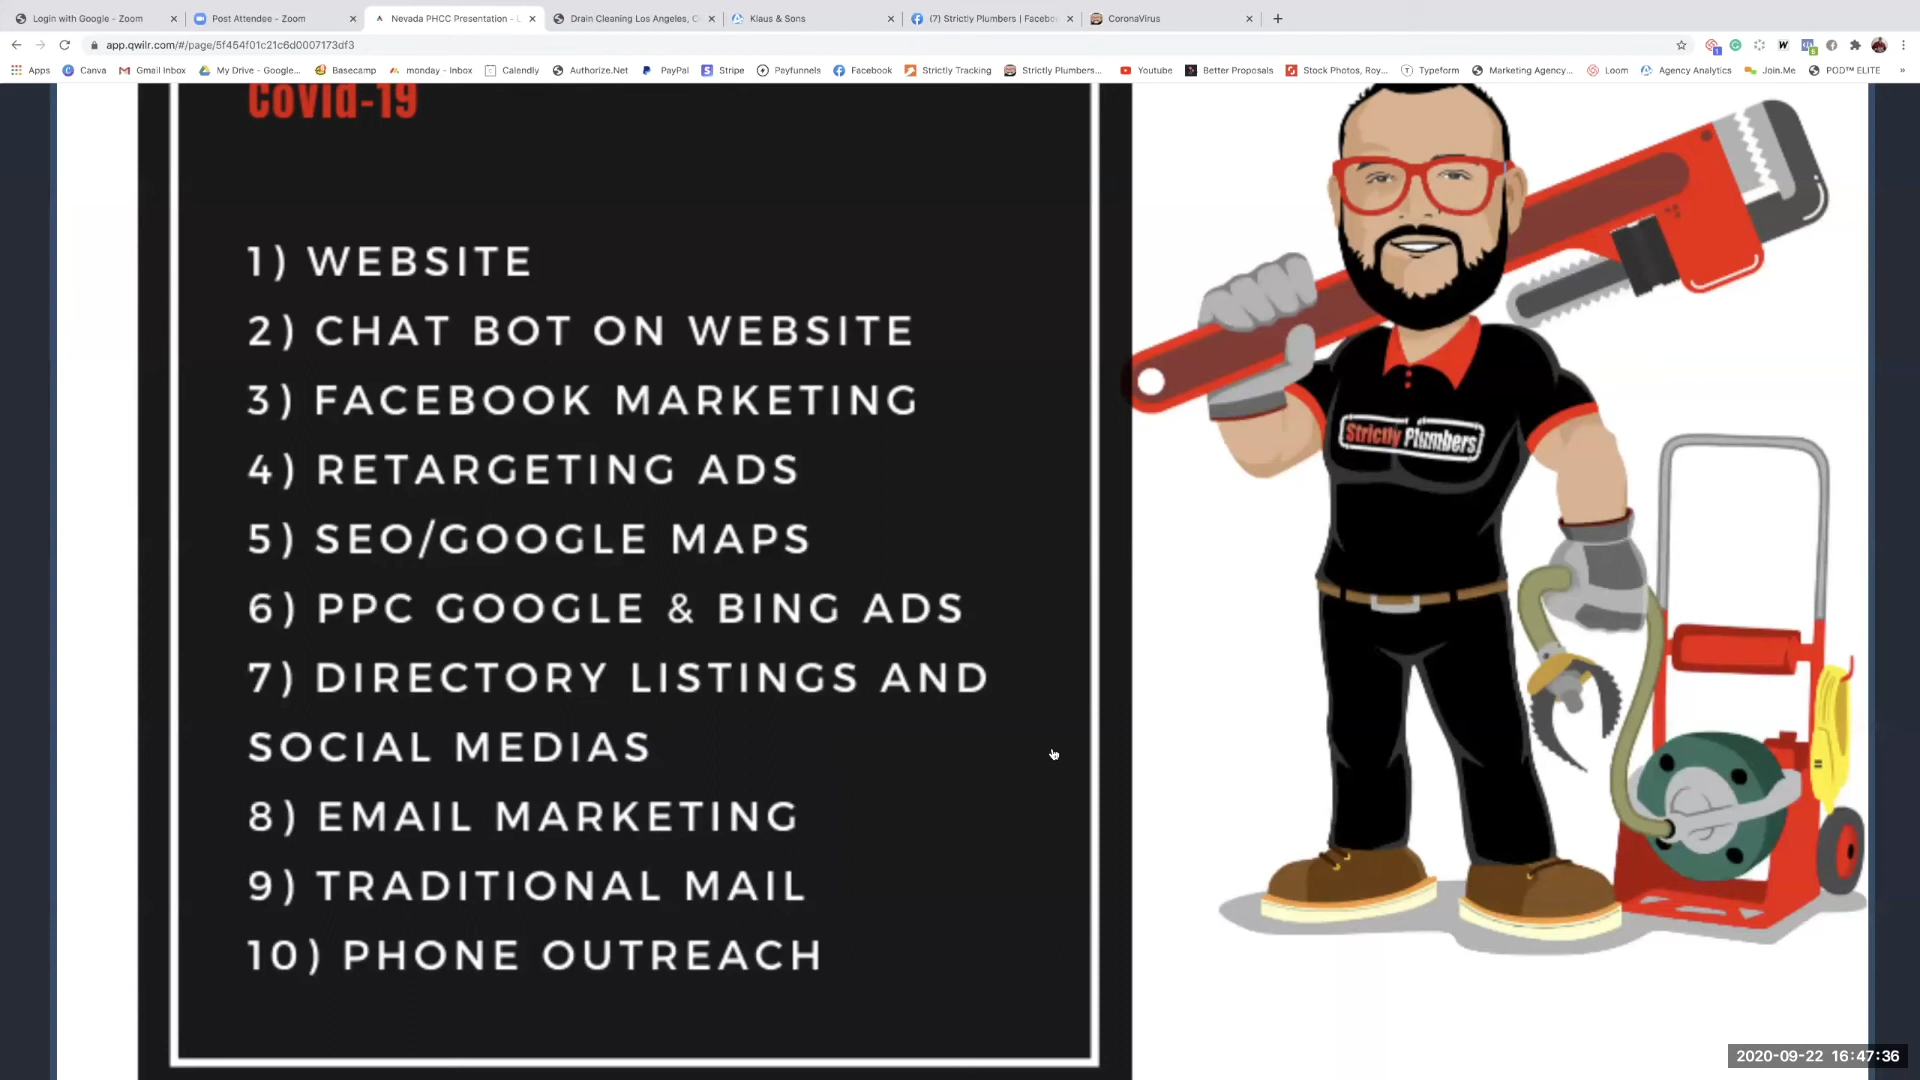 Login with Google - Zoom
Post Attendee - Zoom
Nevada PHCC Presentation - L
Drain Cleaning Los Angeles, C
Klaus & Sons
(7) Strictly Plumbers | Facebo
CoronaVirus
app.qwilr.com/#/page/5f454f01c21c6d0007173df3
Apps
Canva
Gmail Inbox
My Drive - Google...
Basecamp
monday - Inbox
Calendly
Authorize.Net
PayPal
Stripe
Payfunnels
Facebook
Strictly Tracking
Strictly Plumbers...
Youtube
Better Proposals
Stock Photos, Roy...
Typeform
Marketing Agency...
Loom
Agency Analytics
Join.Me
POD™ ELITE
»
Covid-19
1) WEBSITE
2) CHAT BOT ON WEBSITE
3) FACEBOOK MARKETING
4) RETARGETING ADS
5) SEO/GOOGLE MAPS
6) PPC GOOGLE & BING ADS
7) DIRECTORY LISTINGS AND
SOCIAL MEDIAS
8) EMAIL MARKETING
9) TRADITIONAL MAIL
10) PHONE OUTREACH
Strictly Plumbers
2020-09-22 16:47:36